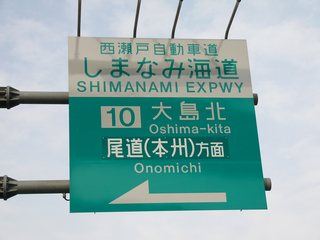 西瀬戸自動車道
しまなみ海道
SHIMANAMI EXPWY
10 大島北
Oshima-kita
尾道(本州)方面
Onomichi